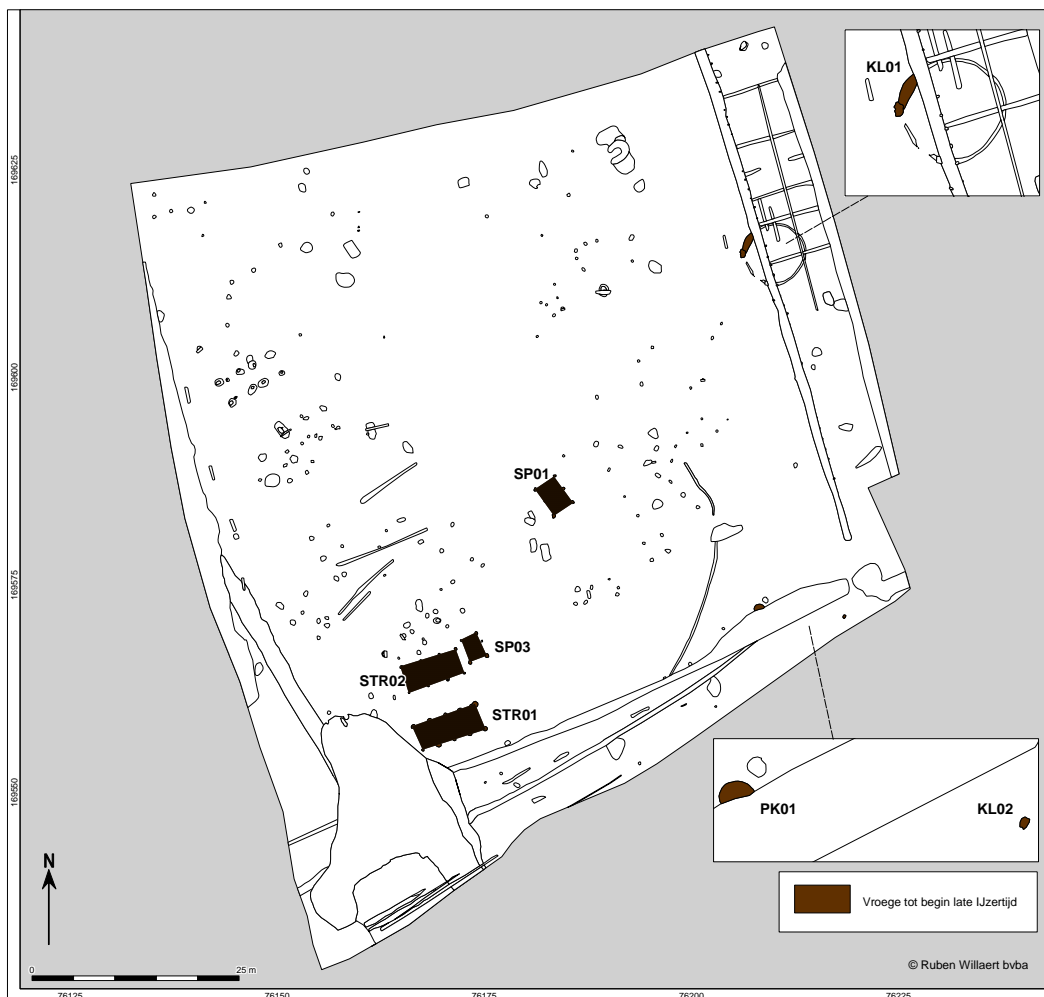 KL01
169625
169600
SP01
169575
SP03
STR02
STR01
169550
PK01
KL02
N
Vroege tot begin late IJzertijd
0
25 m
© Ruben Willaert bvba
76125
76150
76175
76200
76225